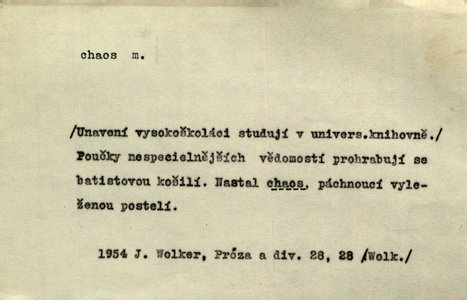 chaos m.
/Unavení vysokoškoláci studují v univers.knihovně./
Poučky nespecielnějších vědomostí prohrabují se
batistovou košilí. Nastal chaos, páchnoucí vyle-
ženou postelí.
1954 J. Wolker, Próza a div. 28, 28 /Wolk./